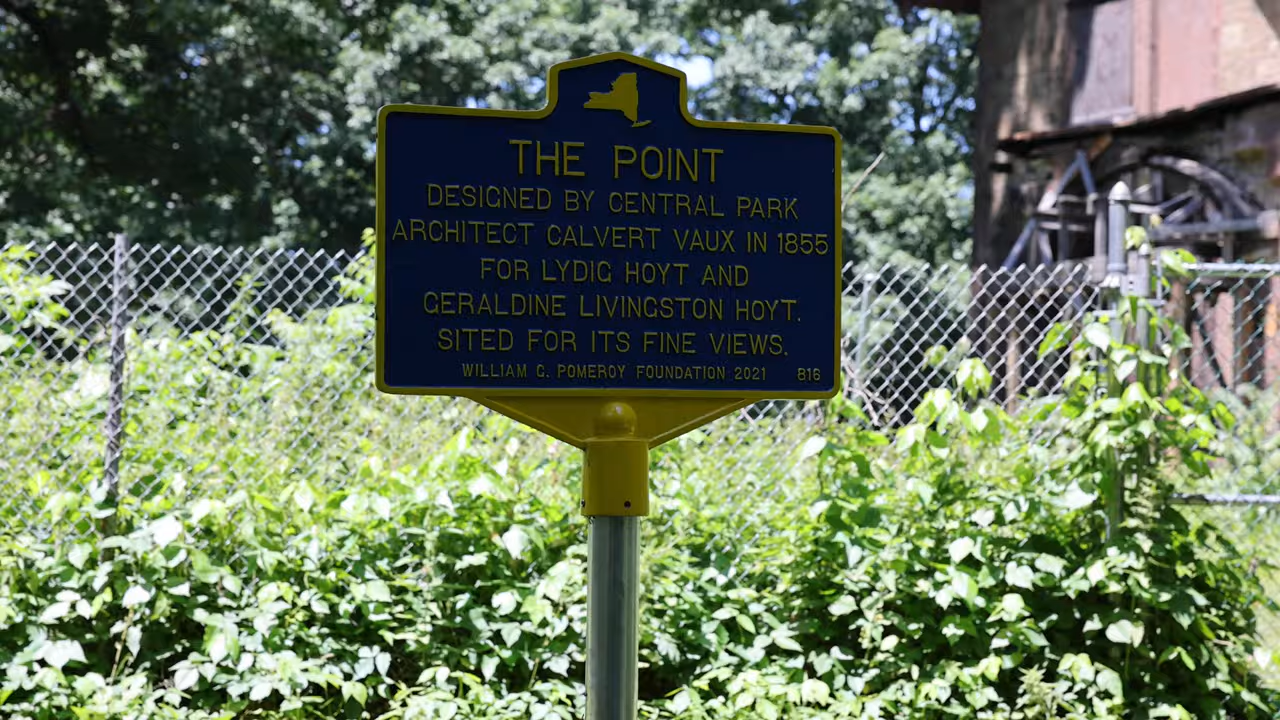 THE POINT
DESIGNED BY CENTRAL PARK
ARCHITECT CALVERT VAUX IN 1855
FOR LYDIG HOYT AND
GERALDINE LIVINGSTON HOYT.
SITED FOR ITS FINE VIEWS.
WILLIAM G. POMEROY FOUNDATION 2021 816